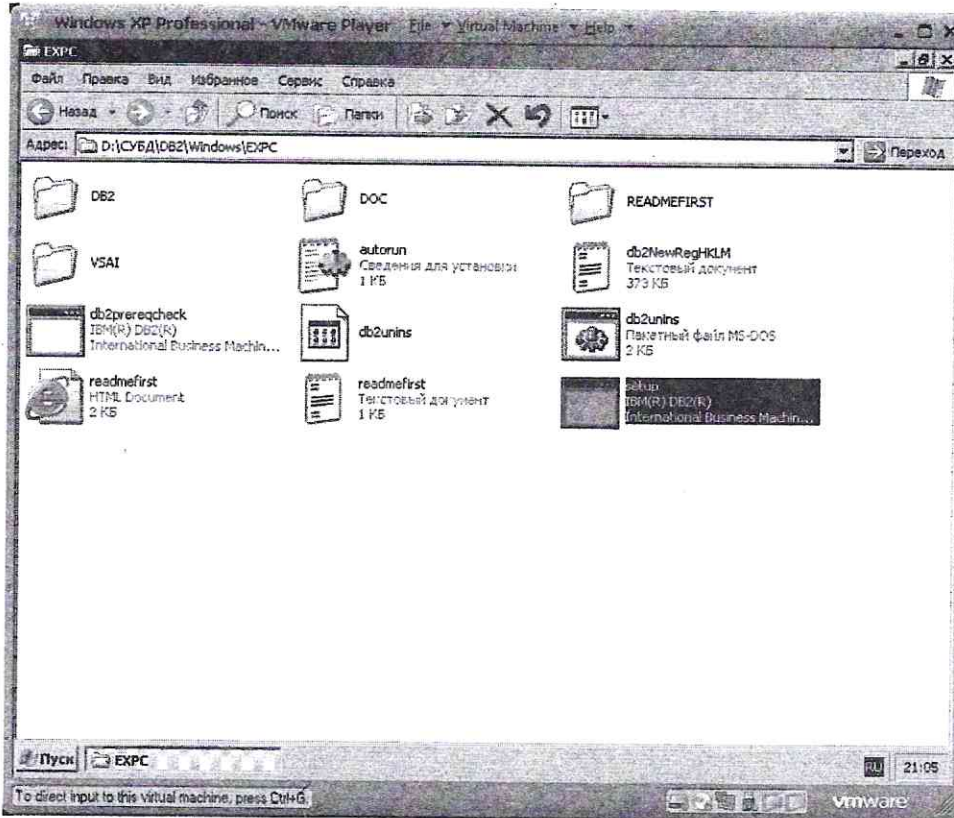 Windows XP Professional - VMware Player File Virtual Machine Help
EXPC
Файл Правка Вид Избранное Сервис Справка
Назад Поиск Папки
Адрес: D:\СУБД\DB2\Windows\EXPC Переход
DB2
DOC
READMEFIRST
VSAI
autorun
Сведения для установки
1 КБ
db2NewRegHKLM
Текстовый документ
373 КБ
db2prereqcheck
IBM(R) DB2(R)
International Business Machin...
db2unins
db2unins
Пакетный файл MS-DOS
2 КБ
readmefirst
HTML Document
2 КБ
readmefirst
Текстовый документ
1 КБ
setup
IBM(R) DB2(R)
International Business Machin...
Пуск EXPC RU 21:05
To direct input to this virtual machine, press Ctrl+G. vmware